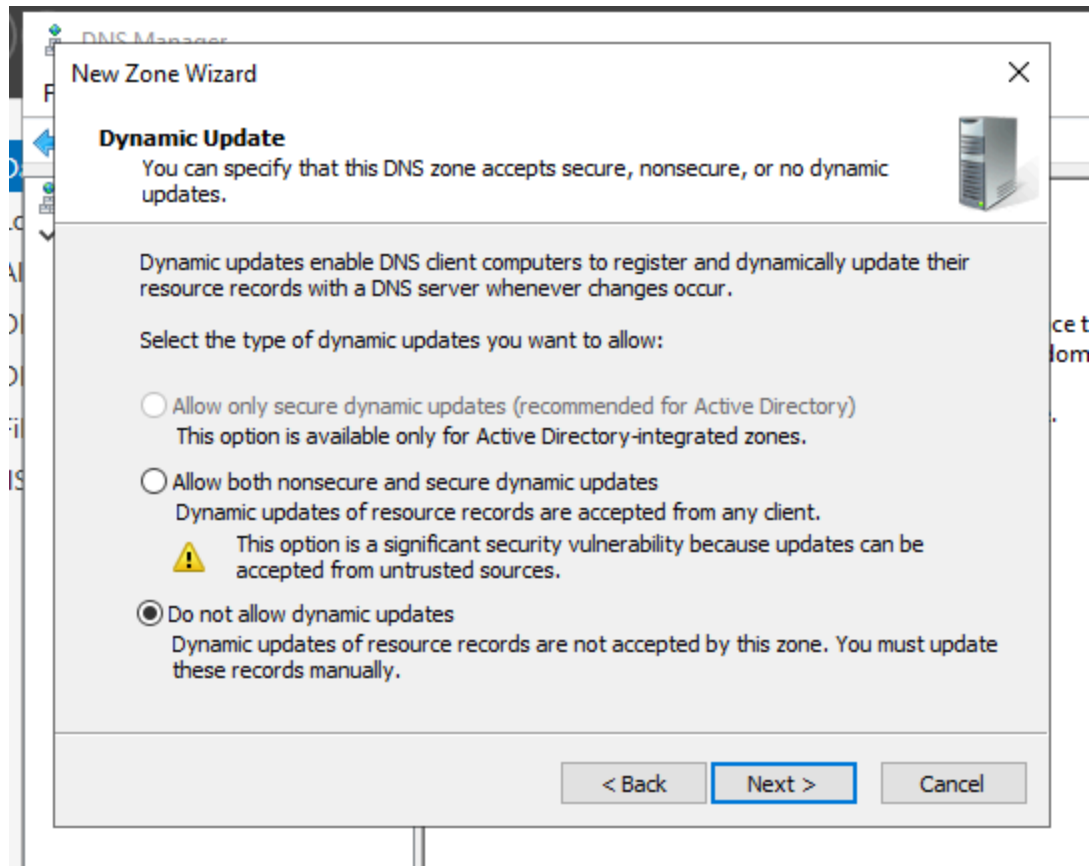 DNS Manager
New Zone Wizard
Dynamic Update
You can specify that this DNS zone accepts secure, nonsecure, or no dynamic
updates.
Dynamic updates enable DNS client computers to register and dynamically update their
resource records with a DNS server whenever changes occur.
Select the type of dynamic updates you want to allow:
Allow only secure dynamic updates (recommended for Active Directory)
This option is available only for Active Directory-integrated zones.
Allow both nonsecure and secure dynamic updates
Dynamic updates of resource records are accepted from any client.
This option is a significant security vulnerability because updates can be
accepted from untrusted sources.
Do not allow dynamic updates
Dynamic updates of resource records are not accepted by this zone. You must update
these records manually.
< Back Next > Cancel